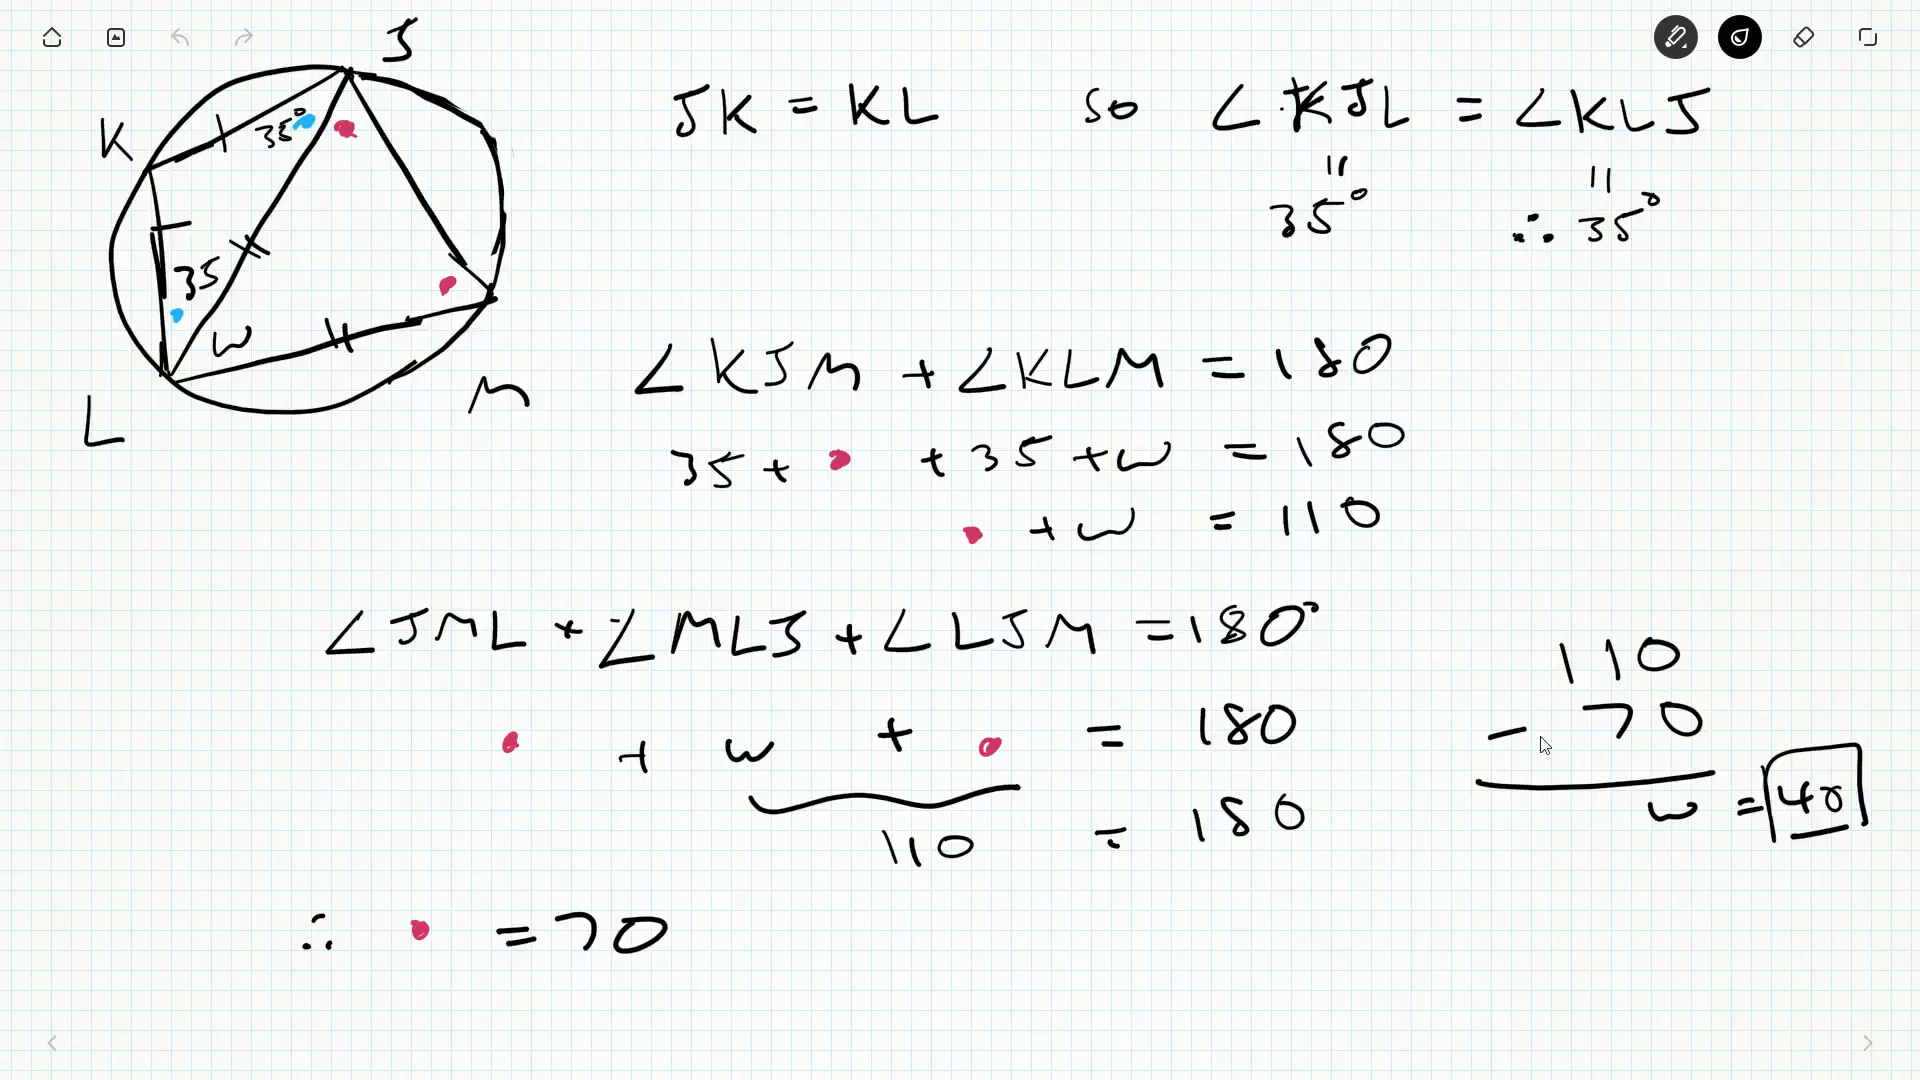 J
K
35°
35
w
L
M
JK = KL so ∠KJL = ∠KLJ
35° ∴ 35°
∠KJM + ∠KLM = 180
35 + + 35 + w = 180
+ w = 110
∠JML + ∠MLJ + ∠LJM = 180°
+ w + = 180
110 = 180
∴ = 70
110
- 70
w = 40